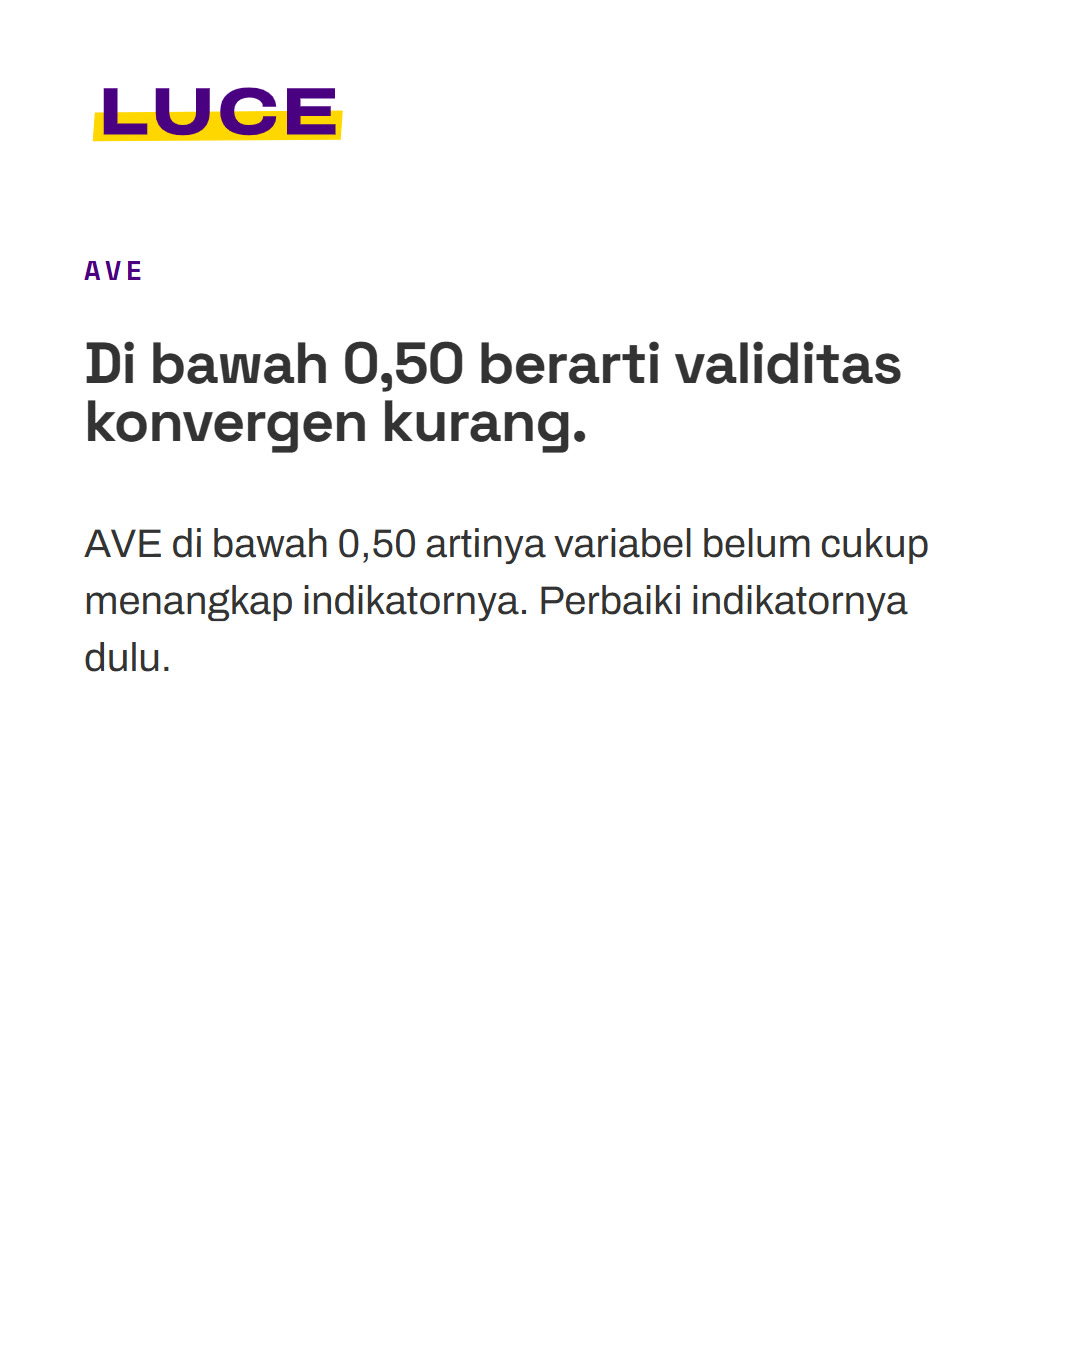 LUCE
AVE
Di bawah 0,50 berarti validitas
konvergen kurang.
AVE di bawah 0,50 artinya variabel belum cukup
menangkap indikatornya. Perbaiki indikatornya
dulu.